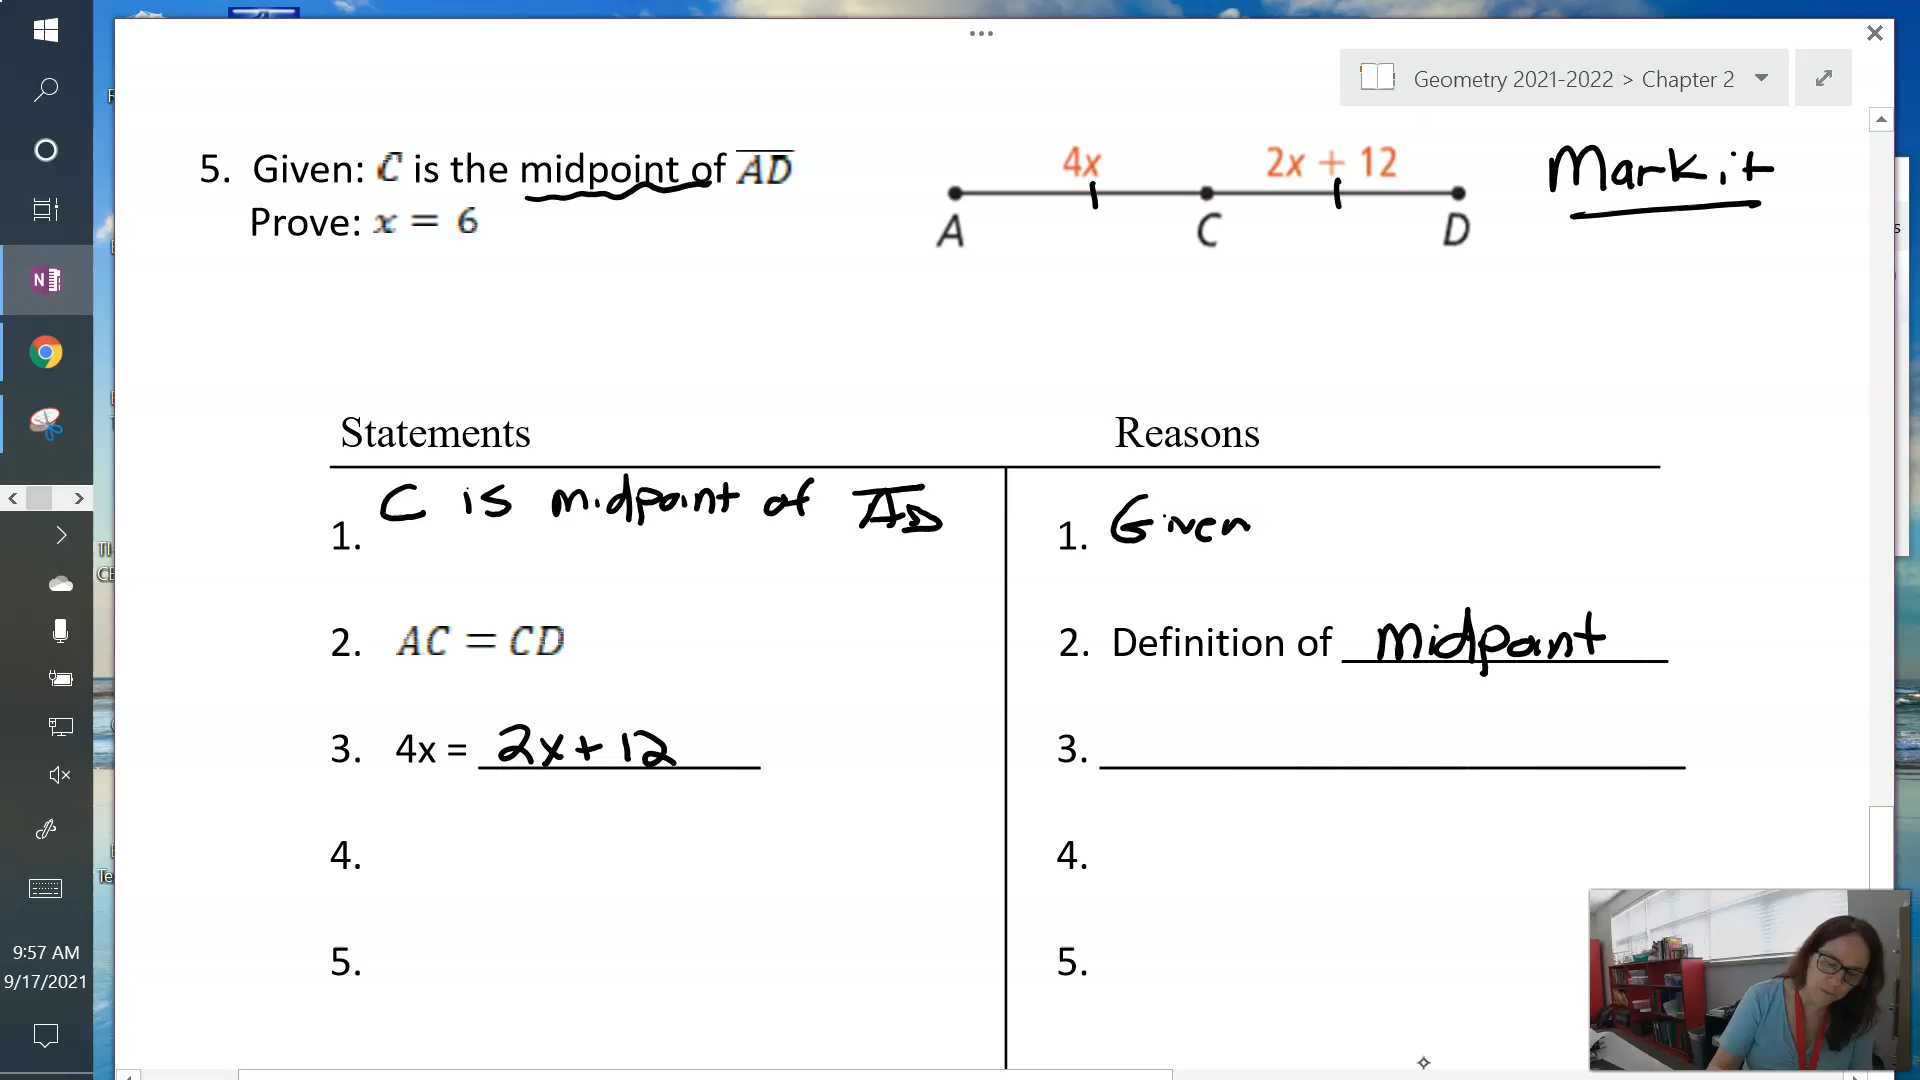 Geometry 2021-2022 > Chapter 2
5. Given: C is the midpoint of AD
Prove: x = 6
4x
2x + 12
A
C
D
Mark it
Statements
Reasons
1. C is midpoint of AD
1. Given
2. AC = CD
2. Definition of midpoint
3. 4x = 2x + 12
3.
4.
4.
5.
5.
9:57 AM
9/17/2021